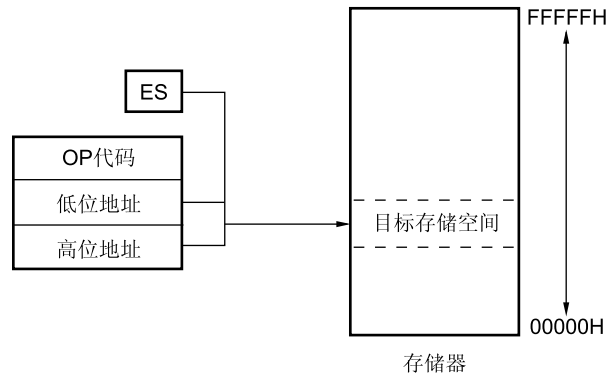 FFFFFH
ES
OP代码
低位地址
高位地址
目标存储空间
00000H
存储器